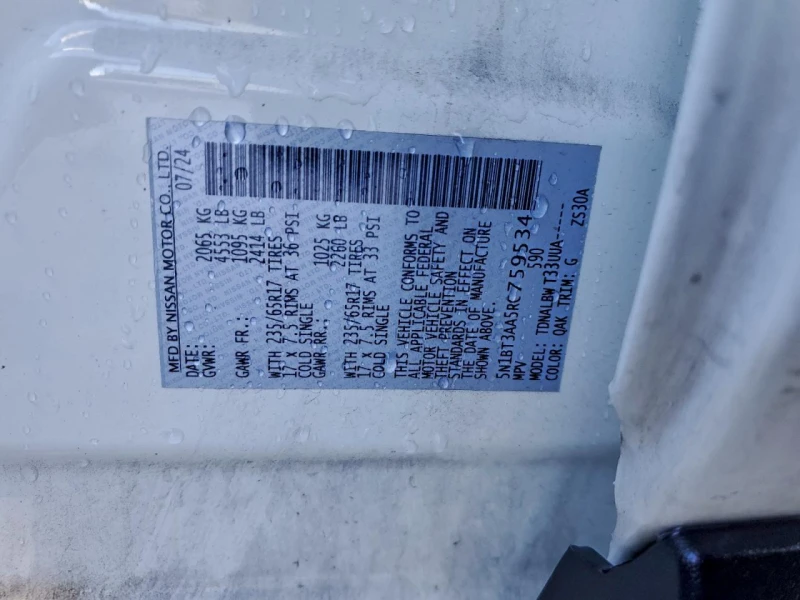 MFD BY NISSAN MOTOR CO., LTD.
DATE: 07/24
GVWR: 2065 KG
4553 LB
GAWR FR.: 1095 KG
2414 LB
WITH 235/65R17 TIRES
17 X 7.5 RIMS AT 36 PSI
COLD SINGLE
GAWR RR.: 1025 KG
2260 LB
WITH 235/65R17 TIRES
17 X 7.5 RIMS AT 33 PSI
COLD SINGLE
THIS VEHICLE CONFORMS TO
ALL APPLICABLE FEDERAL
MOTOR VEHICLE SAFETY AND
THEFT PREVENTION
STANDARDS IN EFFECT ON
THE DATE OF MANUFACTURE
SHOWN ABOVE.
5N1BT3AA5RC759534
MPV 590
MODEL: TDNALBW T33UUA-----
COLOR: QAK TRIM: G ZS30A